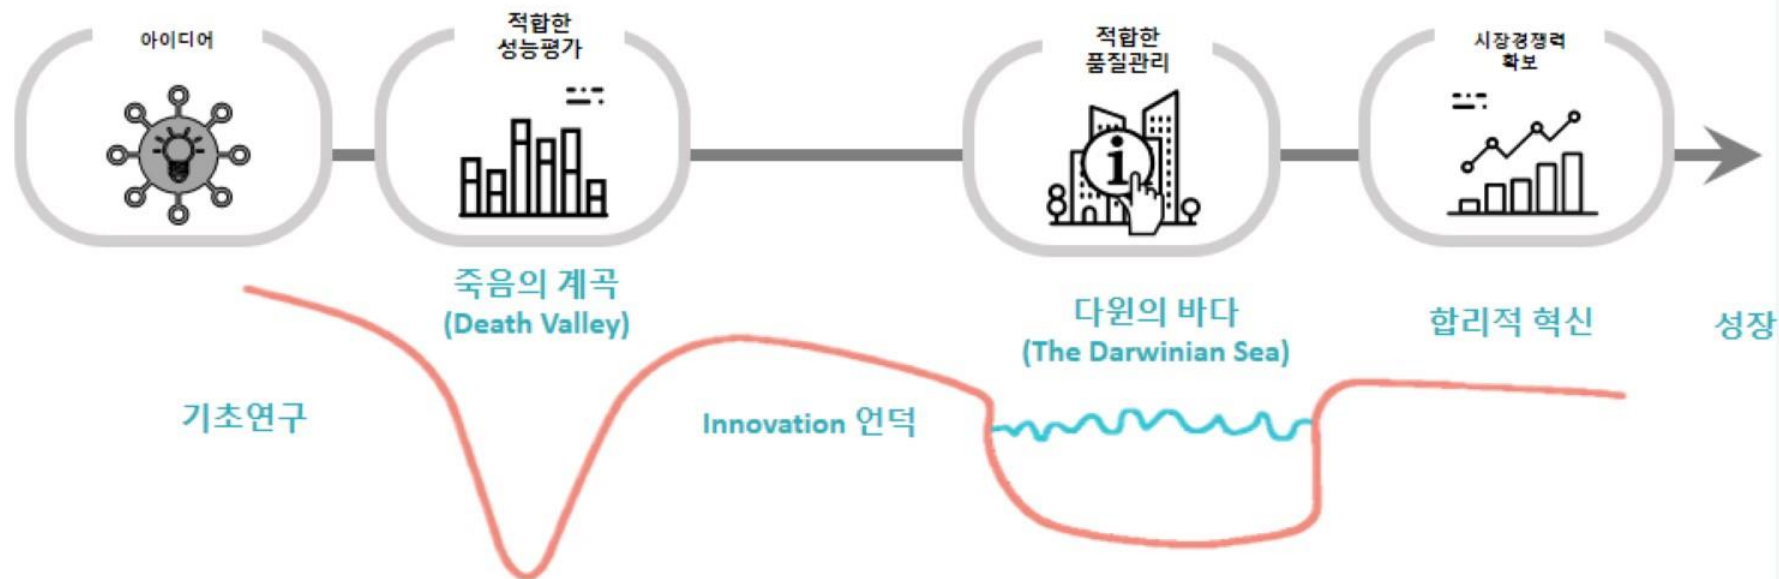 아이디어
적합한
성능평가
적합한
품질관리
시장경쟁력
확보
죽음의 계곡
(Death Valley)
다윈의 바다
(The Darwinian Sea)
합리적 혁신
성장
기초연구
Innovation 언덕